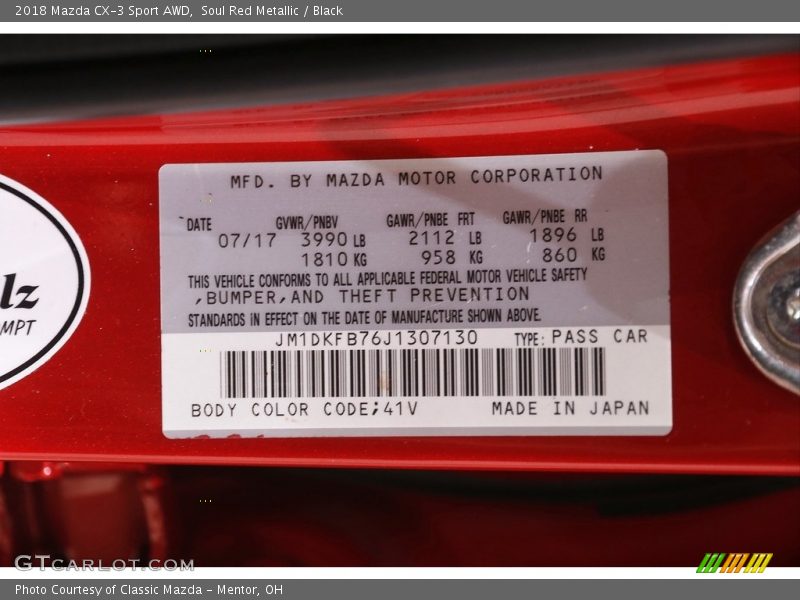 2018 Mazda CX-3 Sport AWD, Soul Red Metallic / Black
MFD. BY MAZDA MOTOR CORPORATION
DATE GVWR/PNBV GAWR/PNBE FRT GAWR/PNBE RR
07/17 3990 LB 2112 LB 1896 LB
1810 KG 958 KG 860 KG
THIS VEHICLE CONFORMS TO ALL APPLICABLE FEDERAL MOTOR VEHICLE SAFETY
,BUMPER,AND THEFT PREVENTION
STANDARDS IN EFFECT ON THE DATE OF MANUFACTURE SHOWN ABOVE.
JM1DKFB76J1307130 TYPE: PASS CAR
BODY COLOR CODE;41V MADE IN JAPAN
lz
MPT
GTCARLOT.COM
Photo Courtesy of Classic Mazda - Mentor, OH